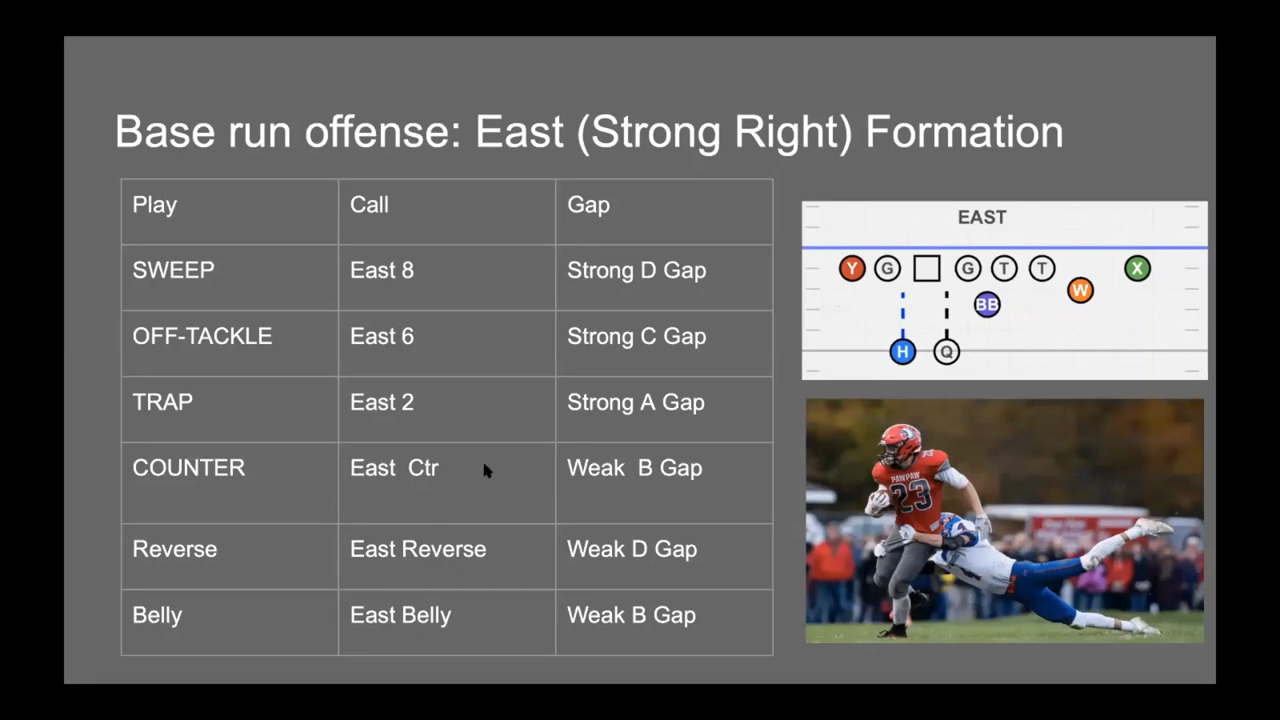 Base run offense: East (Strong Right) Formation
Play Call Gap
SWEEP East 8 Strong D Gap
OFF-TACKLE East 6 Strong C Gap
TRAP East 2 Strong A Gap
COUNTER East Ctr Weak B Gap
Reverse East Reverse Weak D Gap
Belly East Belly Weak B Gap
EAST
Y G G T T X
W
BB
H Q
PAWPAW
23
4